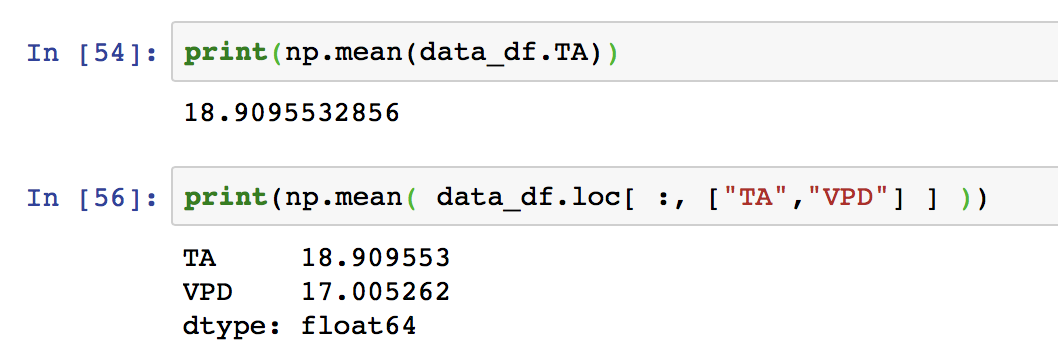 In [54]: print(np.mean(data_df.TA))
18.9095532856
In [56]: print(np.mean( data_df.loc[ :, ["TA","VPD"] ] ))
TA     18.909553
VPD    17.005262
dtype: float64